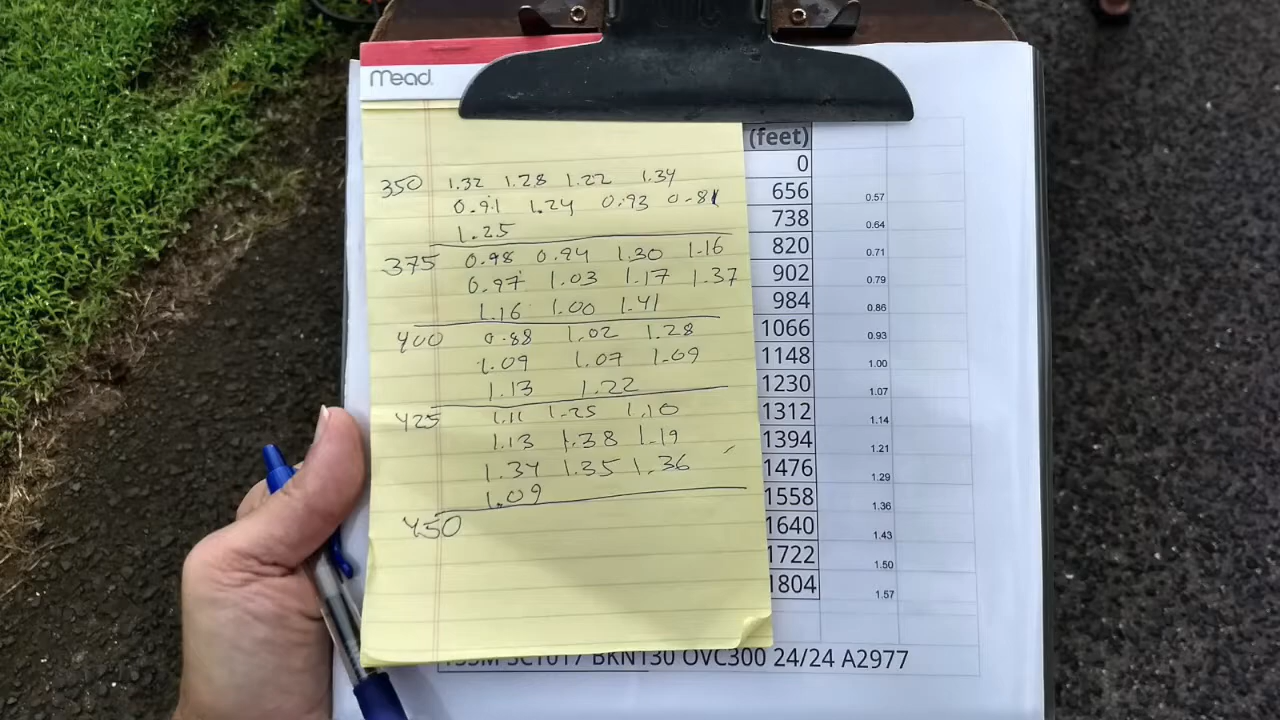 Mead
350 1.32 1.28 1.22 1.34
0.91 1.24 0.93 0.81
1.25
375 0.98 0.94 1.30 1.16
0.97 1.03 1.17 1.37
1.16 1.00 1.41
400 0.88 1.02 1.28
1.09 1.07 1.09
1.13 1.22
425 1.11 1.25 1.10
1.13 1.38 1.19
1.34 1.35 1.36
1.09
450
(feet)
0
656 0.57
738 0.64
820 0.71
902 0.79
984 0.86
1066 0.93
1148 1.00
1230 1.07
1312 1.14
1394 1.21
1476 1.29
1558 1.36
1640 1.43
1722 1.50
1804 1.57
BKN130 OVC300 24/24 A2977